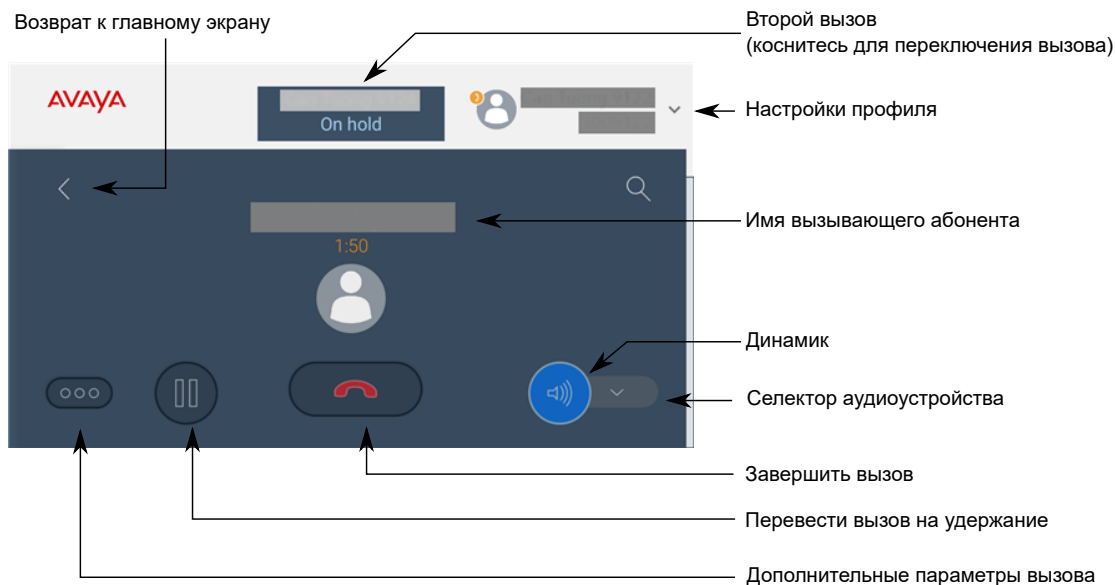 Возврат к главному экрану
Второй вызов
(коснитесь для переключения вызова)
AVAYA
On hold
Настройки профиля
Имя вызывающего абонента
1:50
Динамик
Селектор аудиоустройства
Завершить вызов
Перевести вызов на удержание
Дополнительные параметры вызова